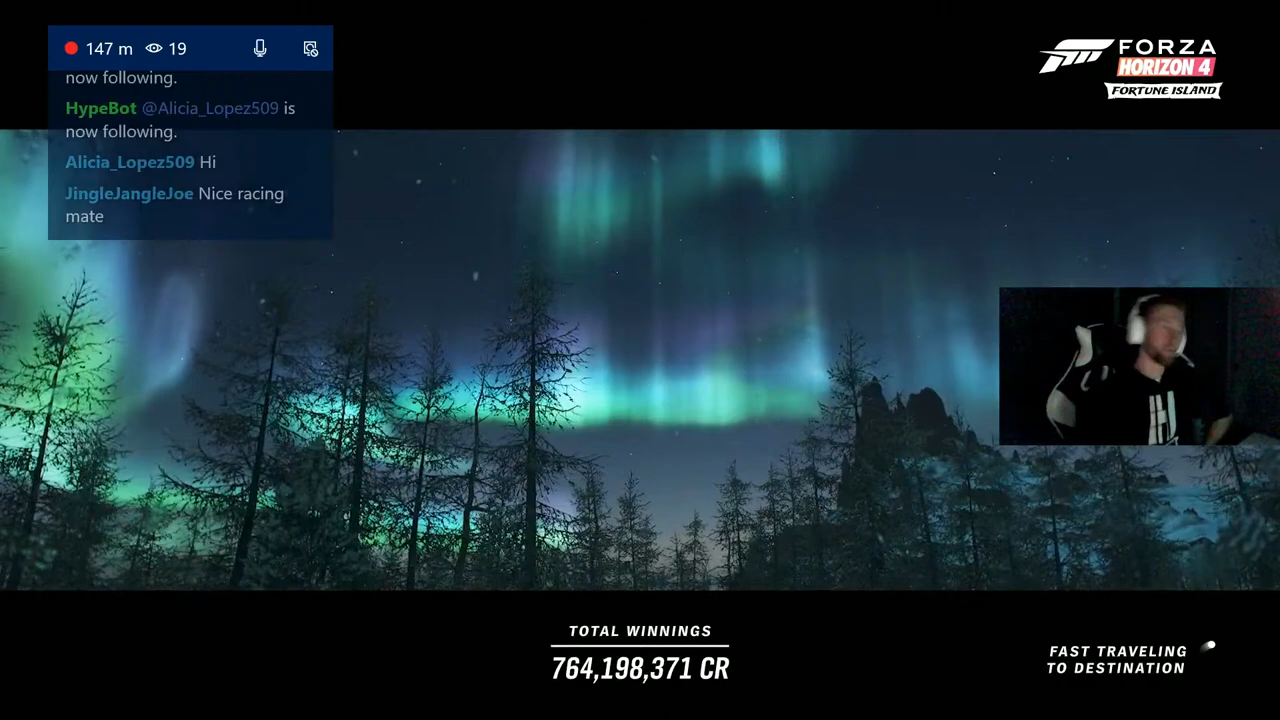 147 m 19
now following.
HypeBot @Alicia_Lopez509 is
now following.
Alicia_Lopez509 Hi
JingleJangleJoe Nice racing
mate
FORZA
HORIZON 4
FORTUNE ISLAND
TOTAL WINNINGS
764,198,371 CR
FAST TRAVELING
TO DESTINATION